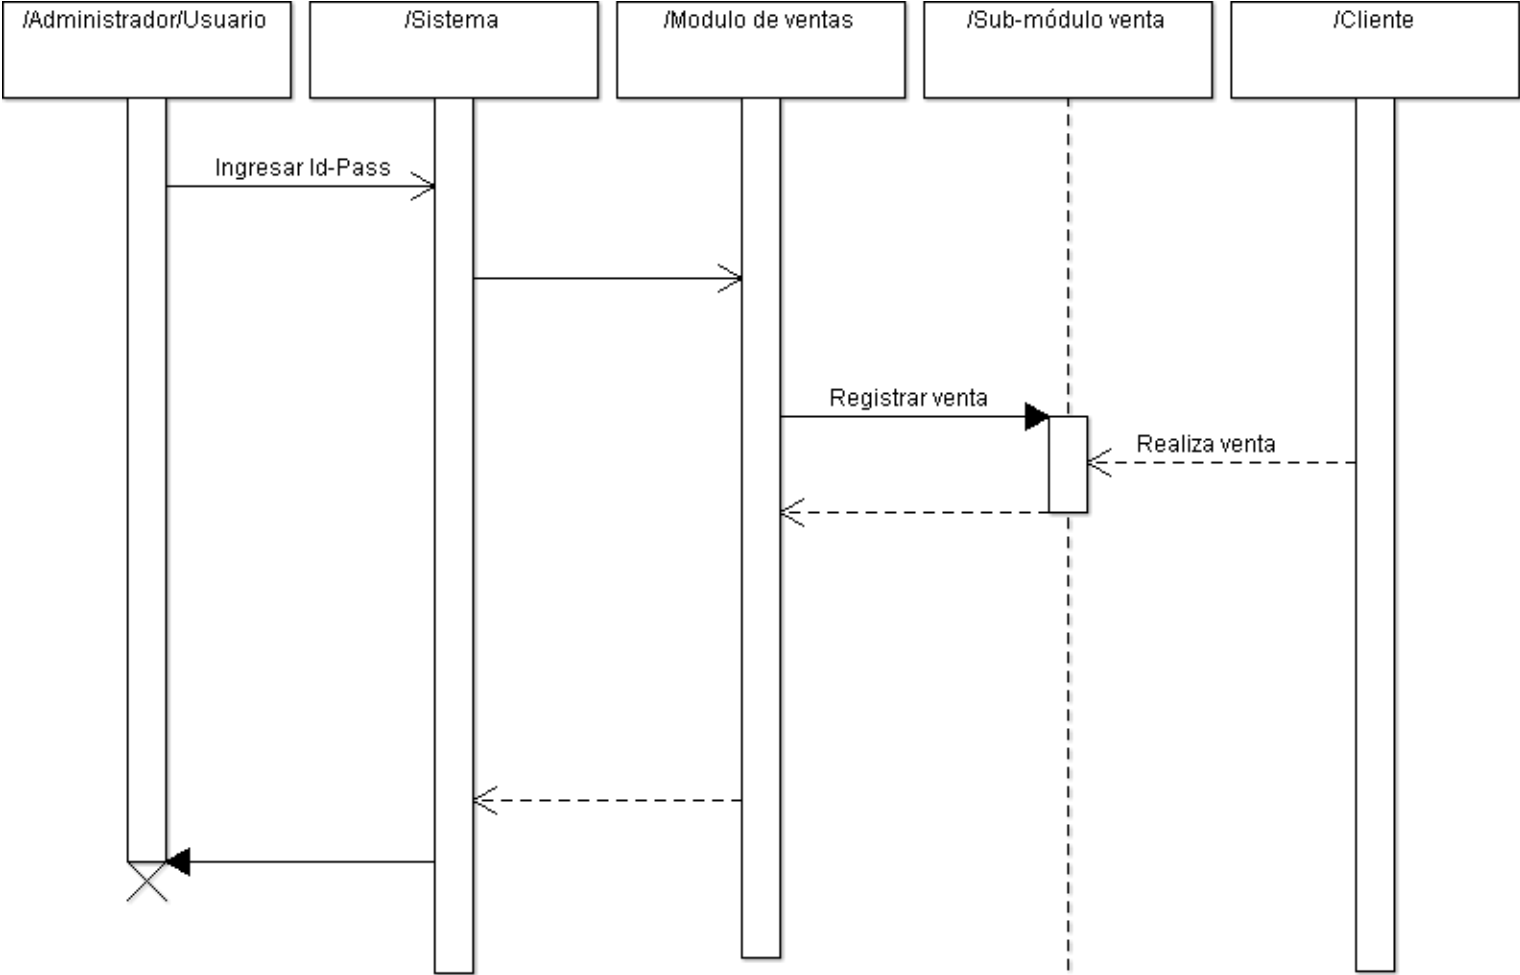 /Administrador/Usuario
/Sistema
/Modulo de ventas
/Sub-módulo venta
/Cliente
Ingresar Id-Pass
Registrar venta
Realiza venta